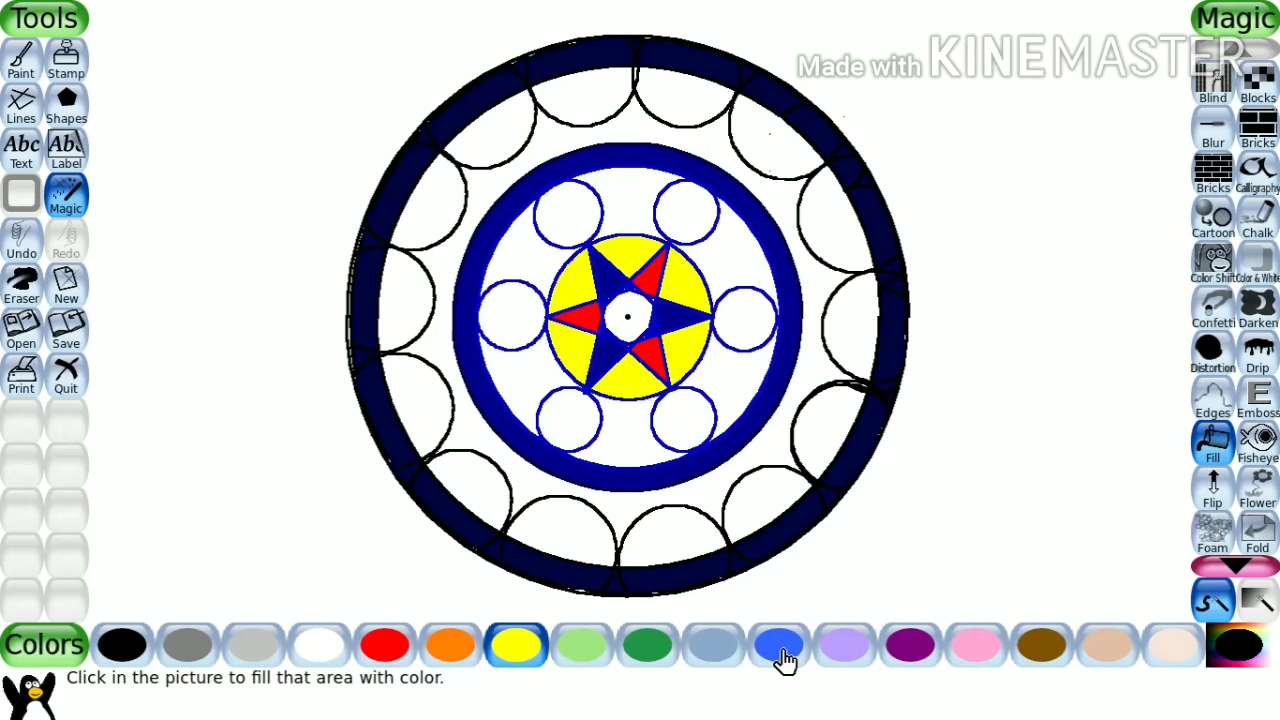 Tools
Magic
Made with KINEMASTER
Paint Stamp
Lines Shapes
Abc Abc
Text Label
Magic
Undo Redo
Eraser New
Open Save
Print Quit
Blind Blocks
Blur Bricks
Bricks Calligraphy
Cartoon Chalk
Color Shift Color & White
Confetti Darken
Distortion Drip
Edges Emboss
Fill Fisheye
Flip Flower
Foam Fold
Colors
Click in the picture to fill that area with color.